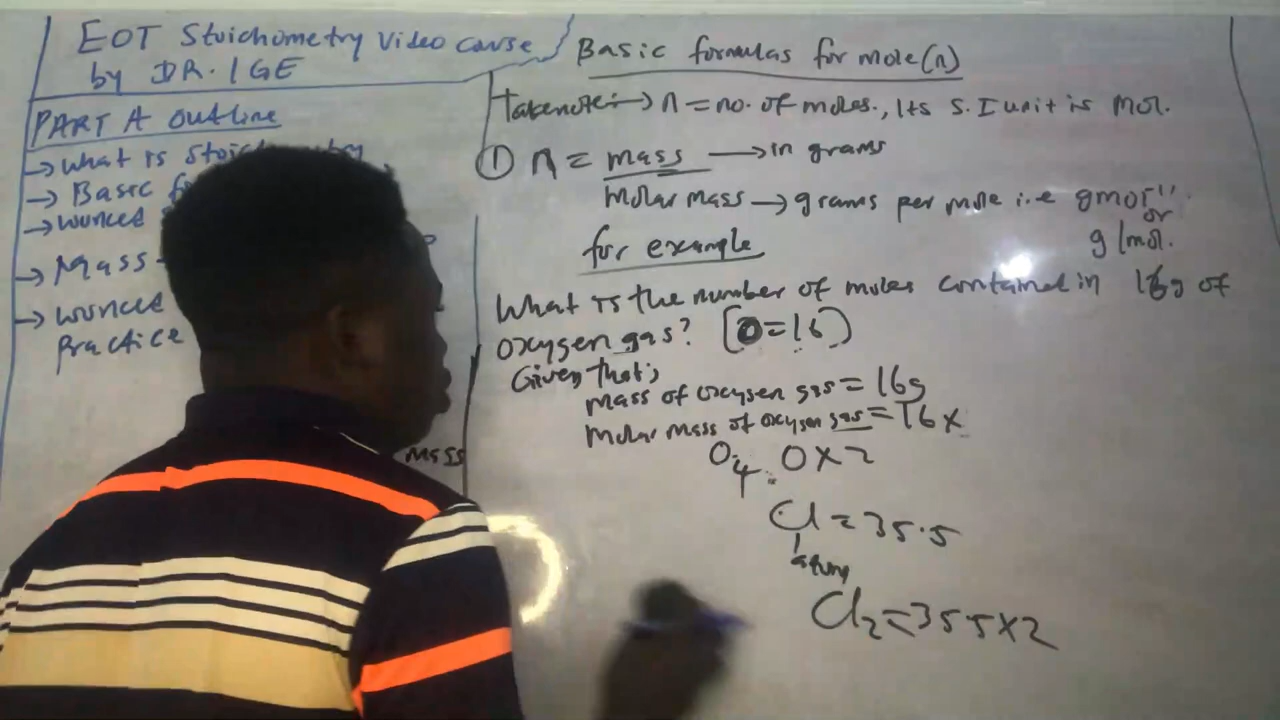 EOT Stoichometry Video Course
by DR. IGE
PART A Outline
→ What is Stoichometry
→ Basic
→ Wunced
→ Mass
→ Wunced
Practice
mass
Basic formulas for mole(n)
Takenote:→ n = no. of moles., Its S.I unit is mol.
① n = mass → in grams
molar mass → grams per mole i.e gmol⁻¹
or
g/mol.
for example
What is the number of moles contained in 16g of
oxygen gas? [O=16)
Given that;
Mass of oxygen gas = 16g
Molar mass of oxygen gas = 16 x
O₄. O x 2
Cl = 35.5
atom
Cl₂ = 35.5 x 2